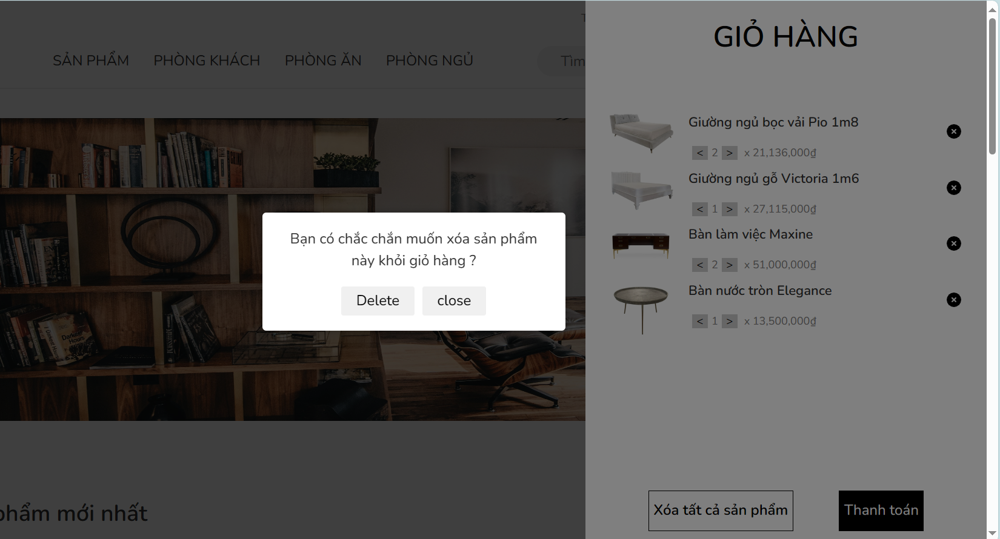 SẢN PHẨM PHÒNG KHÁCH PHÒNG ĂN PHÒNG NGỦ
Tìm
phẩm mới nhất
Bạn có chắc chắn muốn xóa sản phẩm
này khỏi giỏ hàng ?
Delete close
GIỎ HÀNG
Giường ngủ bọc vải Pio 1m8
< 2 > x 21,136,000₫
Giường ngủ gỗ Victoria 1m6
< 1 > x 27,115,000₫
Bàn làm việc Maxine
< 2 > x 51,000,000₫
Bàn nước tròn Elegance
< 1 > x 13,500,000₫
Xóa tất cả sản phẩm Thanh toán